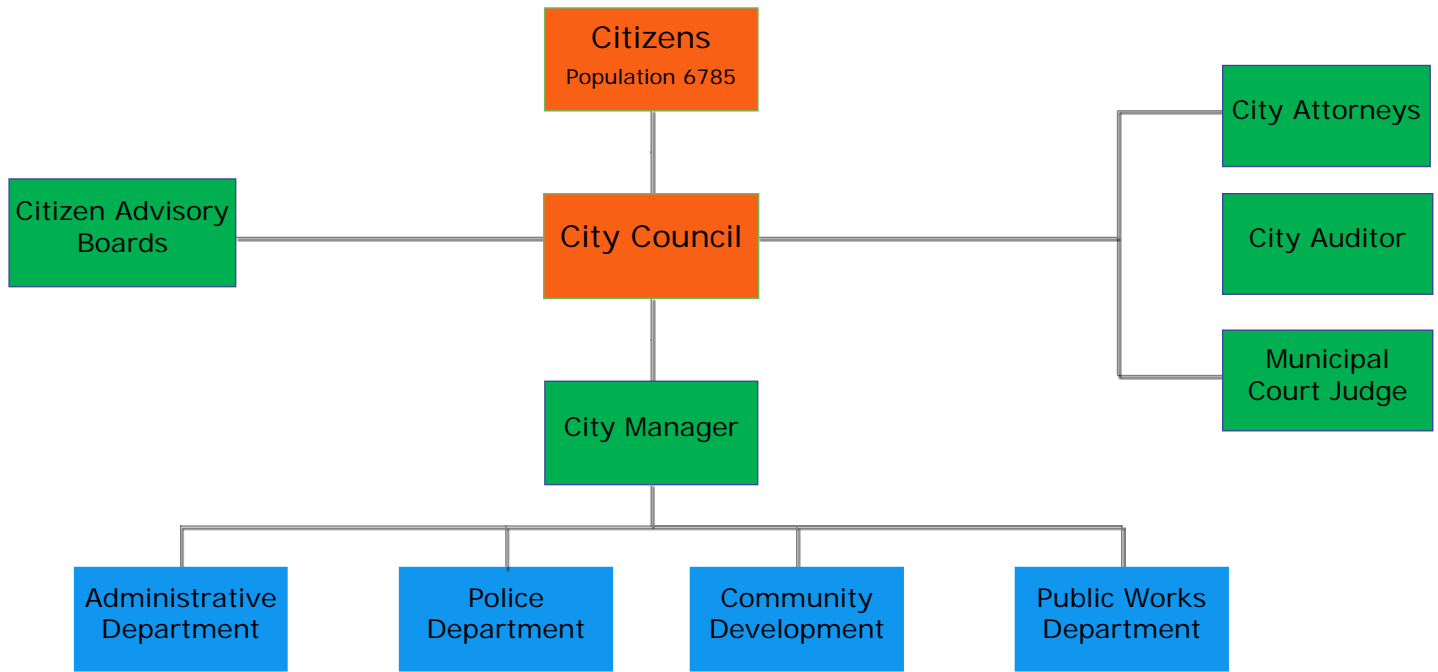 Citizens
Population 6785
City Attorneys
Citizen Advisory
Boards
City Council
City Auditor
Municipal
Court Judge
City Manager
Administrative
Department
Police
Department
Community
Development
Public Works
Department